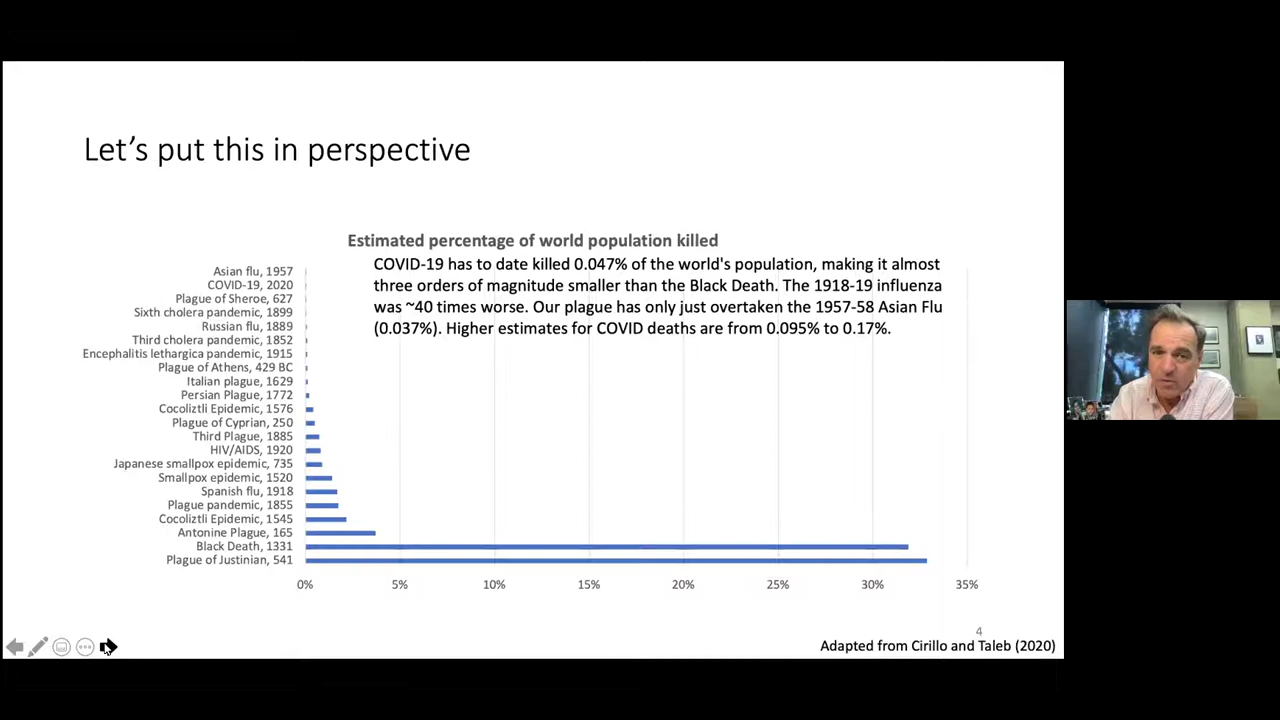 Let's put this in perspective
Estimated percentage of world population killed
COVID-19 has to date killed 0.047% of the world's population, making it almost
three orders of magnitude smaller than the Black Death. The 1918-19 influenza
was ~40 times worse. Our plague has only just overtaken the 1957-58 Asian Flu
(0.037%). Higher estimates for COVID deaths are from 0.095% to 0.17%.
Asian flu, 1957
COVID-19, 2020
Plague of Sheroe, 627
Sixth cholera pandemic, 1899
Russian flu, 1889
Third cholera pandemic, 1852
Encephalitis lethargica pandemic, 1915
Plague of Athens, 429 BC
Italian plague, 1629
Persian Plague, 1772
Cocoliztli Epidemic, 1576
Plague of Cyprian, 250
Third Plague, 1885
HIV/AIDS, 1920
Japanese smallpox epidemic, 735
Smallpox epidemic, 1520
Spanish flu, 1918
Plague pandemic, 1855
Cocoliztli Epidemic, 1545
Antonine Plague, 165
Black Death, 1331
Plague of Justinian, 541
0% 5% 10% 15% 20% 25% 30% 35%
4
Adapted from Cirillo and Taleb (2020)